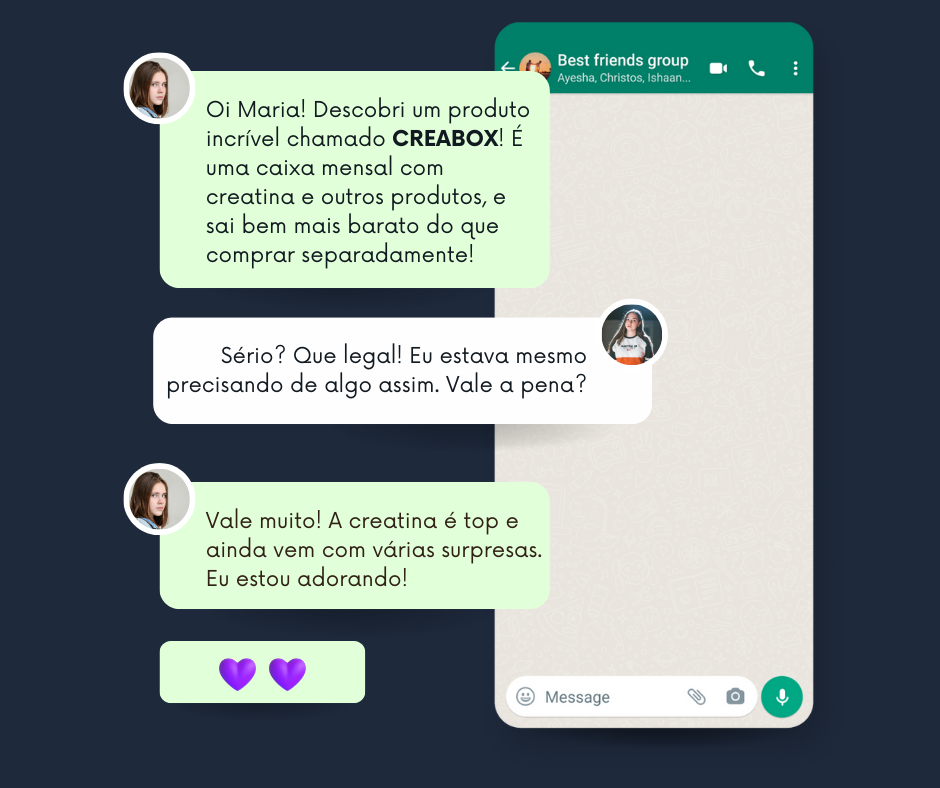 Best friends group
Ayesha, Christos, Ishaan...
Oi Maria! Descobri um produto
incrível chamado CREABOX! É
uma caixa mensal com
creatina e outros produtos, e
sai bem mais barato do que
comprar separadamente!
Sério? Que legal! Eu estava mesmo
precisando de algo assim. Vale a pena?
Vale muito! A creatina é top e
ainda vem com várias surpresas.
Eu estou adorando!
💜 💜
Message